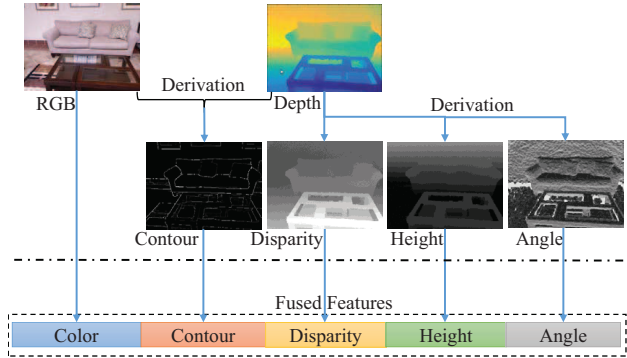 Derivation
RGB
Depth
Derivation
Contour
Disparity
Height
Angle
Fused Features
Color
Contour
Disparity
Height
Angle